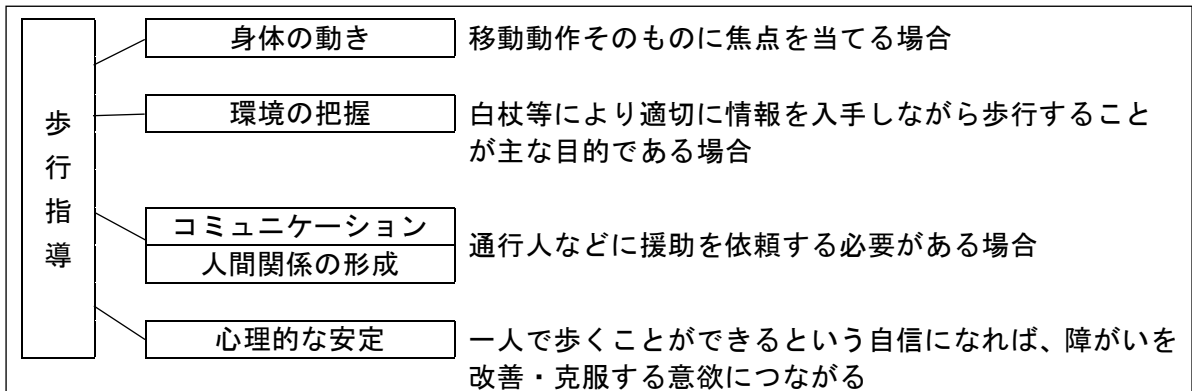 歩行指導
身体の動き
移動動作そのものに焦点を当てる場合
環境の把握
白杖等により適切に情報を入手しながら歩行すること
が主な目的である場合
コミュニケーション
人間関係の形成
通行人などに援助を依頼する必要がある場合
心理的な安定
一人で歩くことができるという自信になれば、障がいを
改善・克服する意欲につながる